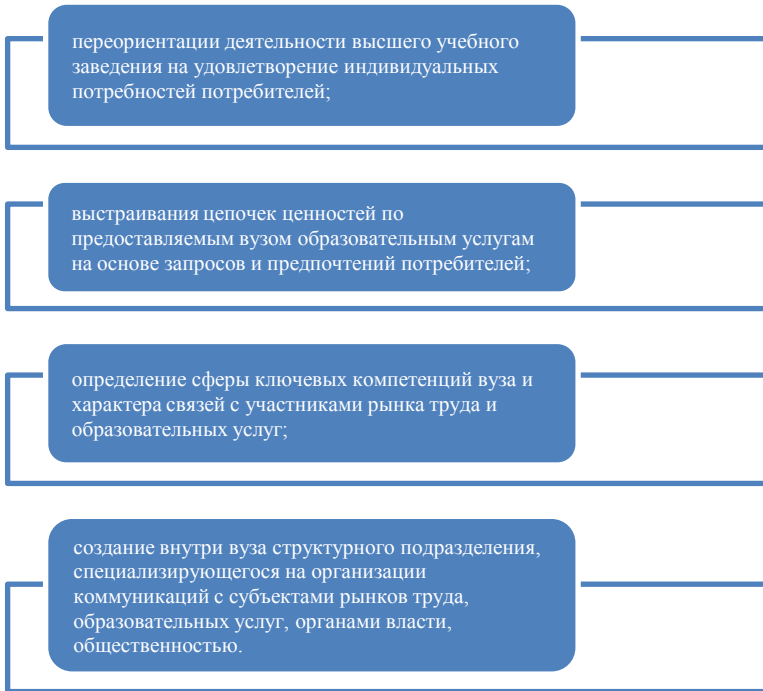 переориентации деятельности высшего учебного
заведения на удовлетворение индивидуальных
потребностей потребителей;
выстраивания цепочек ценностей по
предоставляемым вузом образовательным услугам
на основе запросов и предпочтений потребителей;
определение сферы ключевых компетенций вуза и
характера связей с участниками рынка труда и
образовательных услуг;
создание внутри вуза структурного подразделения,
специализирующегося на организации
коммуникаций с субъектами рынков труда,
образовательных услуг, органами власти,
общественностью.